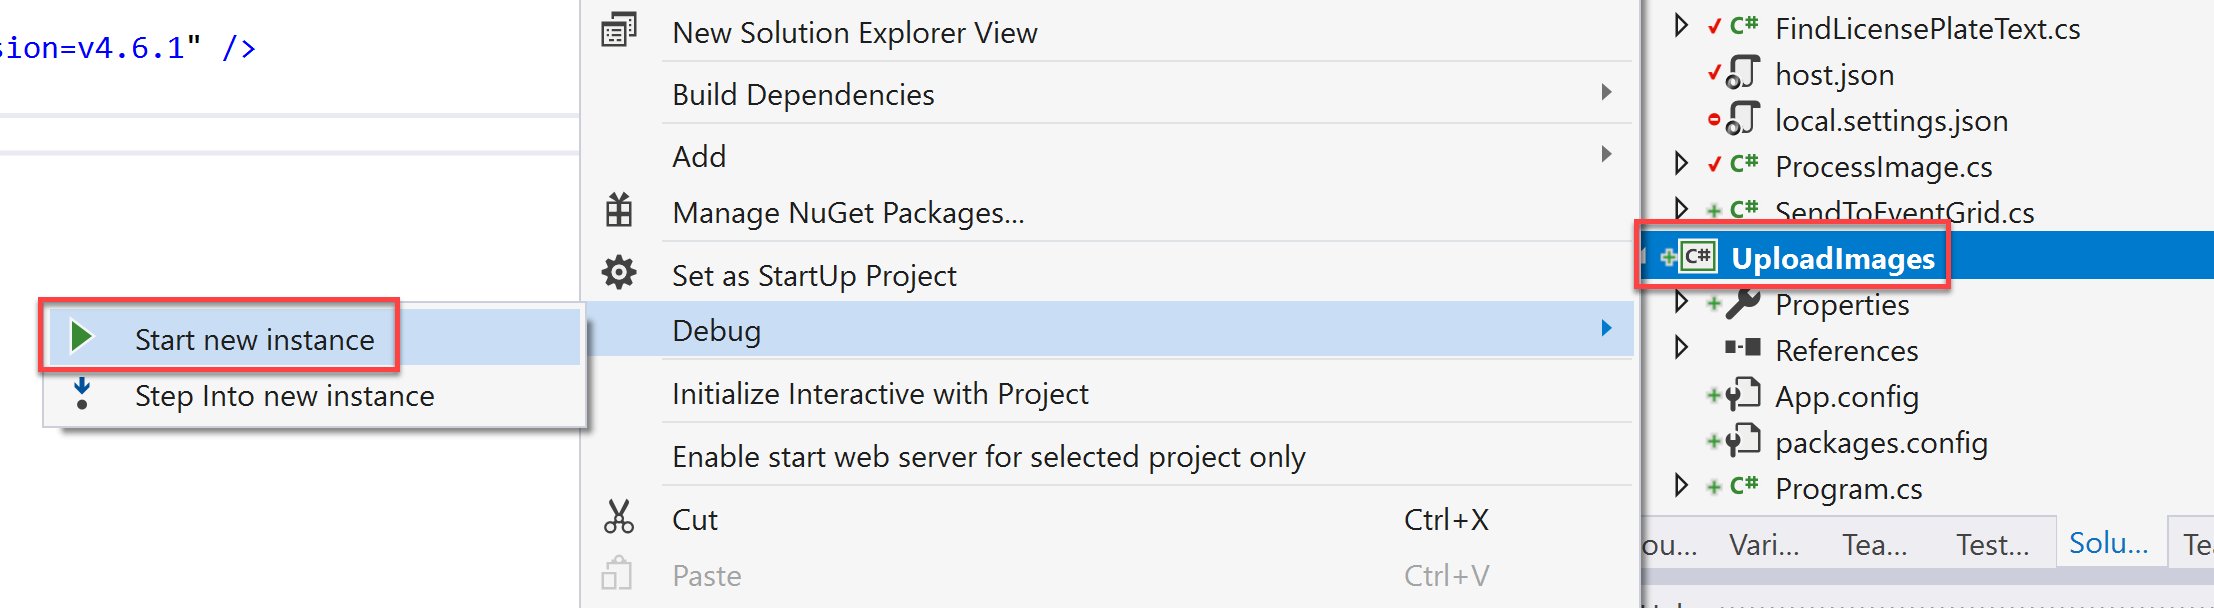 sion=v4.6.1" />
Start new instance
Step Into new instance
New Solution Explorer View
Build Dependencies
Add
Manage NuGet Packages...
Set as StartUp Project
Debug
Initialize Interactive with Project
Enable start web server for selected project only
Cut Ctrl+X
Paste Ctrl+V
C# FindLicensePlateText.cs
host.json
local.settings.json
C# ProcessImage.cs
C# SendToEventGrid.cs
C# UploadImages
Properties
References
App.config
packages.config
C# Program.cs
ou... Vari... Tea... Test... Solu... Te